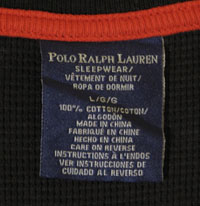 POLO RALPH LAUREN
SLEEPWEAR/
VÊTEMENT DE NUIT/
ROPA DE DORMIR
L/G/G
100% COTTON/COTON/
ALGODÓN
MADE IN CHINA
FABRIQUÉ EN CHINE
HECHO EN CHINA
CARE ON REVERSE
INSTRUCTIONS À L'ENDOS
VER INSTRUCCIONES DE
CUIDADO AL REVERSO